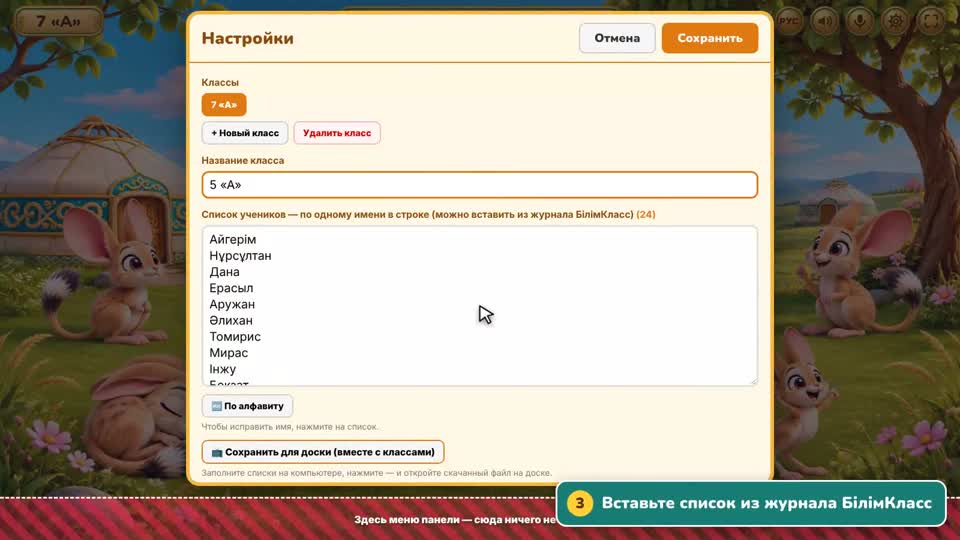 7 «А»
РУС
Настройки
Отмена
Сохранить
Классы
7 «А»
+ Новый класс
Удалить класс
Название класса
5 «А»
Список учеников — по одному имени в строке (можно вставить из журнала БілімКласс) (24)
Айгерім
Нұрсұлтан
Дана
Ерасыл
Аружан
Әлихан
Томирис
Мирас
Інжу
По алфавиту
Чтобы исправить имя, нажмите на список.
Сохранить для доски (вместе с классами)
Заполните списки на компьютере, нажмите — и откройте скачанный файл на доске.
3 Вставьте список из журнала БілімКласс
Здесь меню панели — сюда ничего не